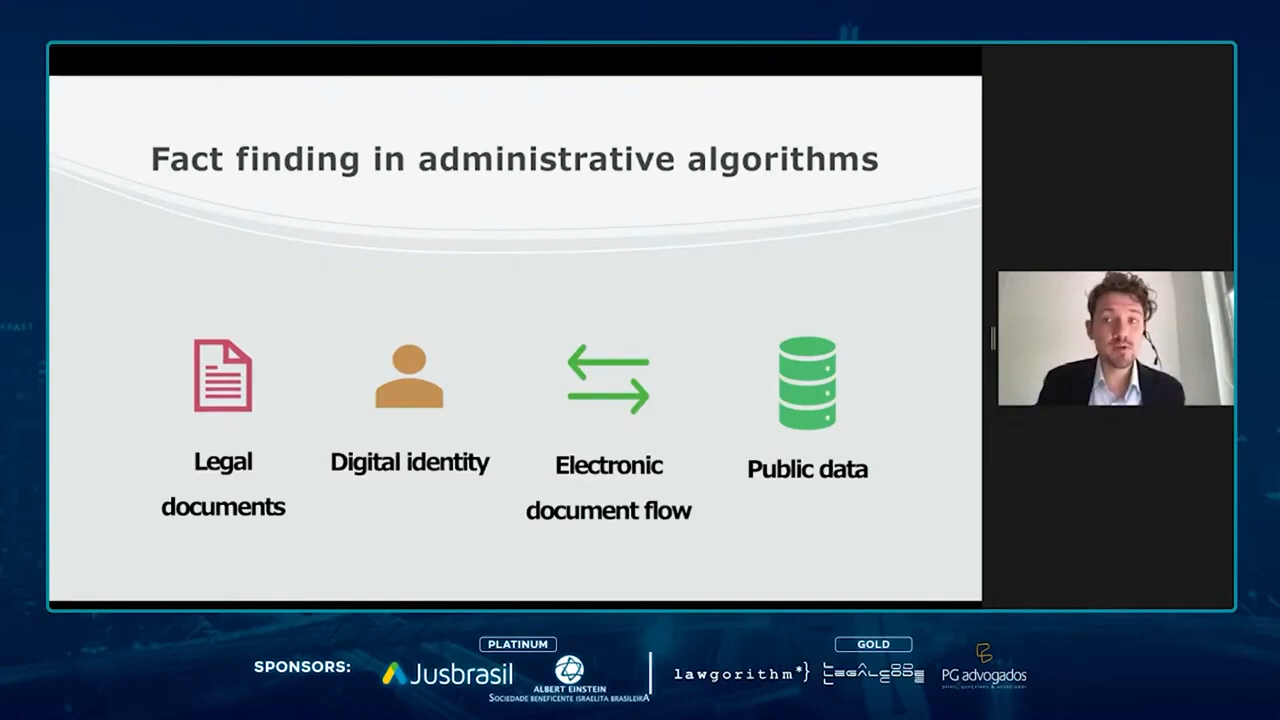 Fact finding in administrative algorithms
Legal
documents
Digital identity
Electronic
document flow
Public data
SPONSORS:
PLATINUM
Jusbrasil
ALBERT EINSTEIN
SOCIEDADE BENEFICENTE ISRAELITA BRASILEIRA
lawgorithm*}
GOLD
LEGALCODE
PG advogados